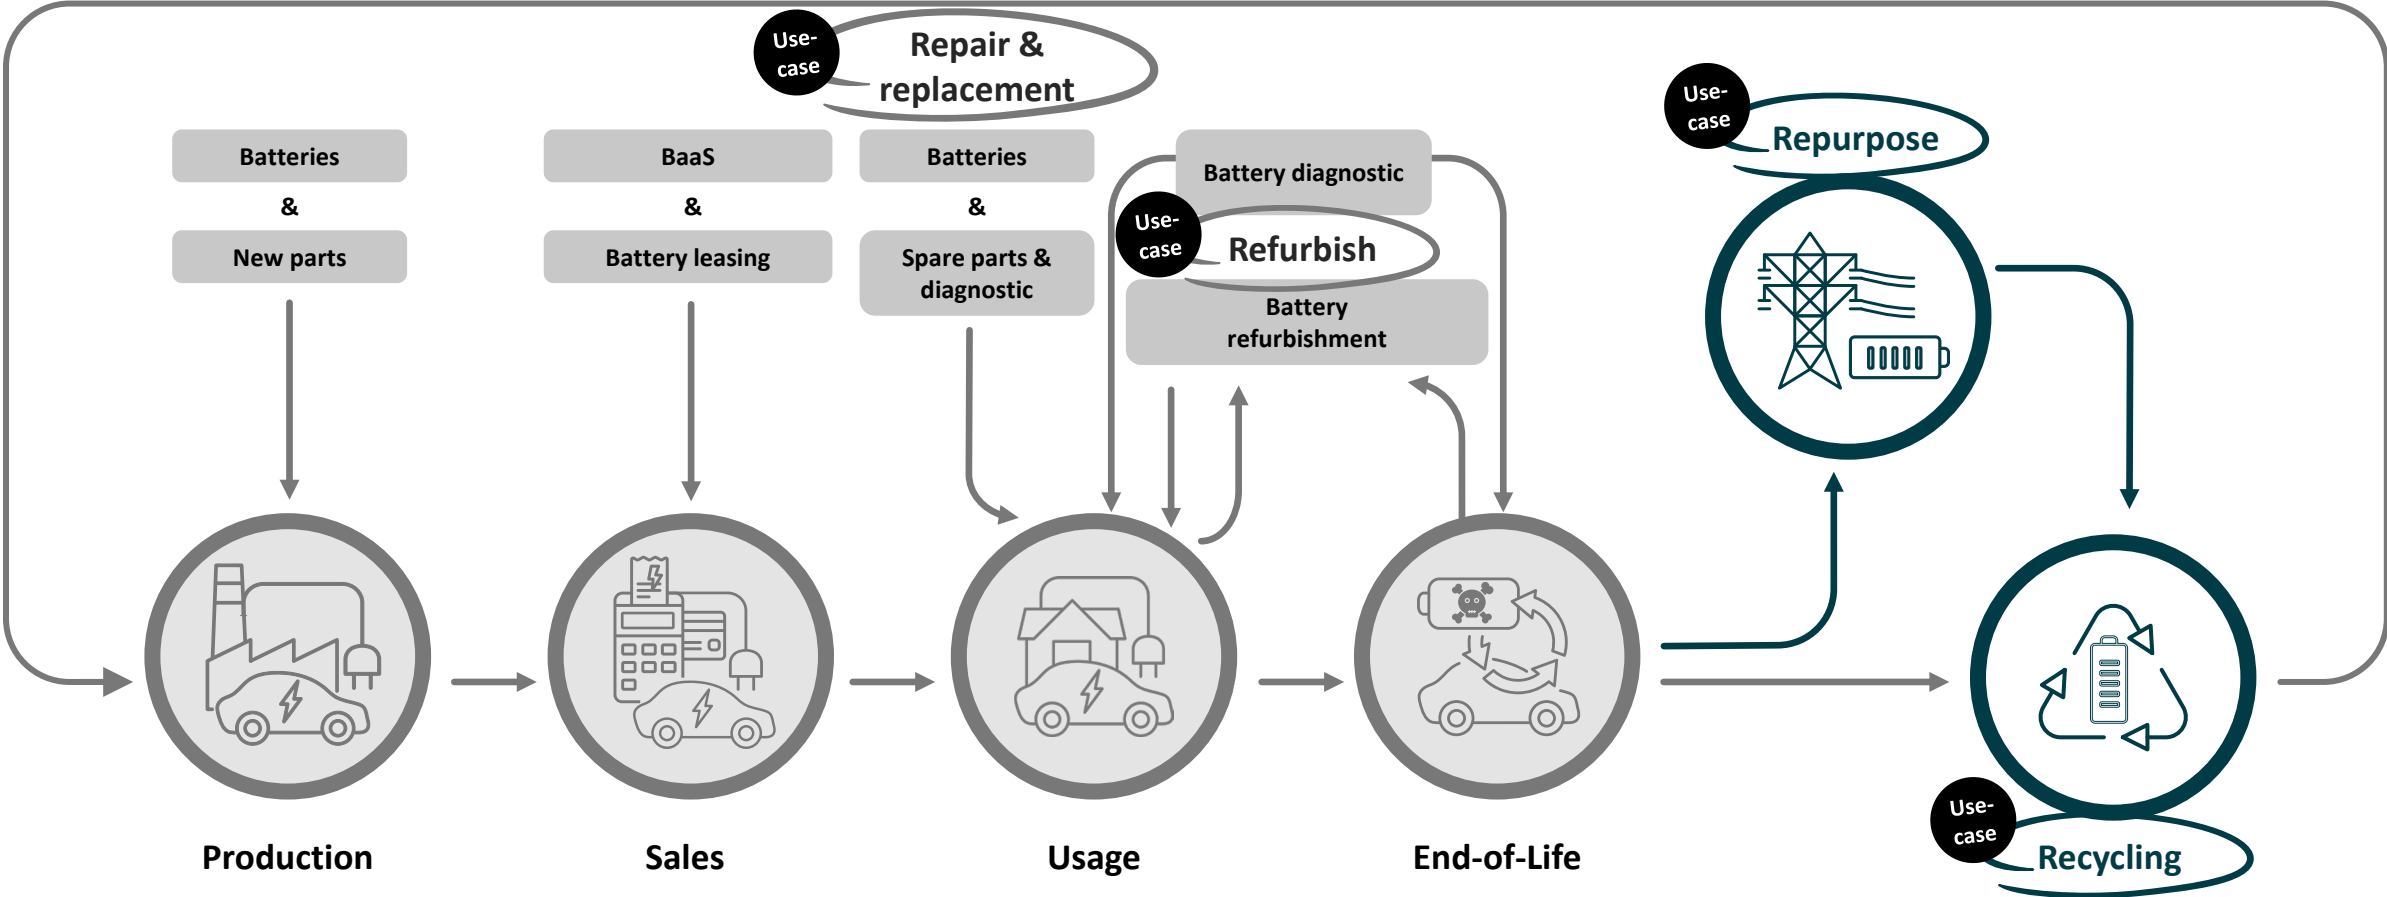 Use-
case
Repair &
replacement
Batteries
&
New parts
BaaS
&
Battery leasing
Batteries
&
Spare parts &
diagnostic
Battery diagnostic
Use-
case
Refurbish
Battery
refurbishment
Use-
case
Repurpose
Production
Sales
Usage
End-of-Life
Use-
case
Recycling